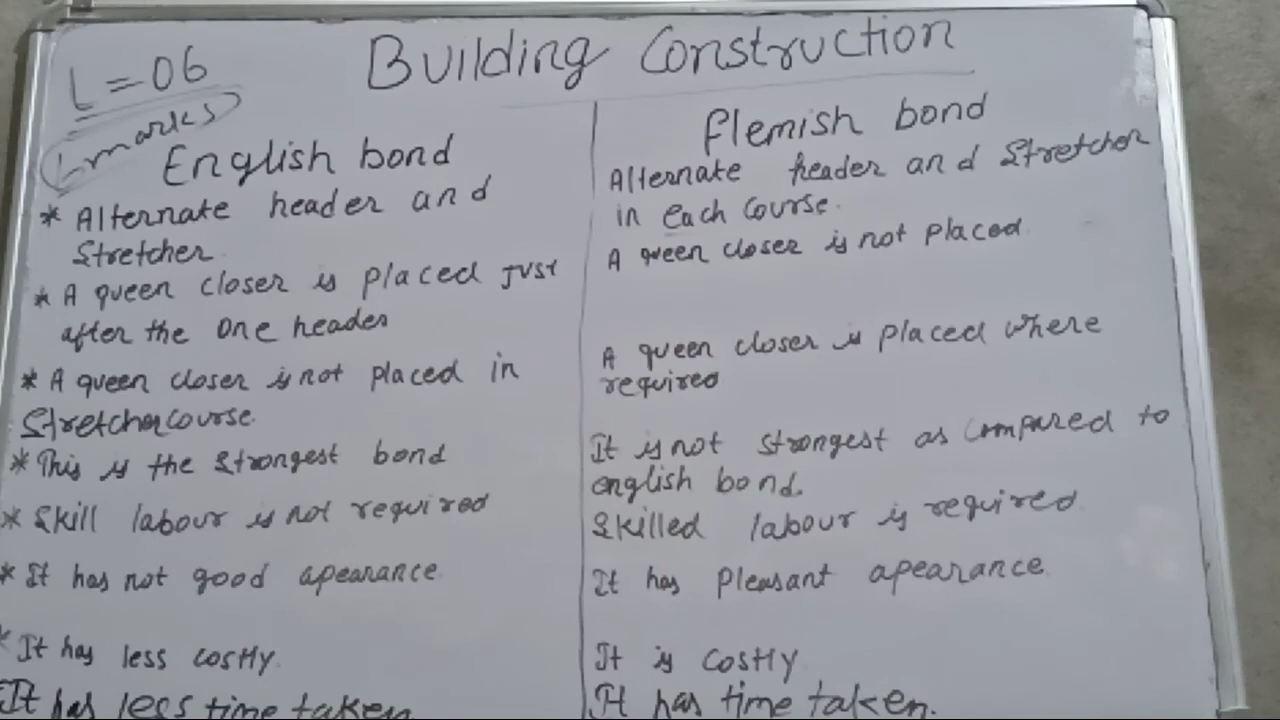 L = 06
Building Construction
marks
English bond
* Alternate header and
Stretcher.
* A queen closer is placed just
after the one header
* A queen closer is not placed in
Stretcher course.
* This is the strongest bond
* Skill labour is not required
* It has not good apearance.
* It has less costly.
It has less time taken
Flemish bond
Alternate header and Stretcher
in each course.
A queen closer is not placed.
A queen closer is placed where
required
It is not strongest as compared to
english bond.
Skilled labour is required.
It has Pleasant apearance.
It is costly
It has time taken.